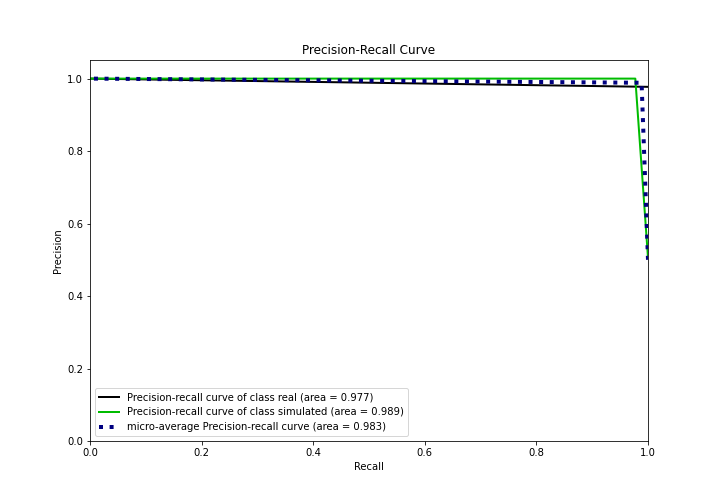 Precision-Recall Curve
1.0
0.8
0.6
0.4
0.2
0.0
Precision
Precision-recall curve of class real (area = 0.977)
Precision-recall curve of class simulated (area = 0.989)
micro-average Precision-recall curve (area = 0.983)
0.0 0.2 0.4 0.6 0.8 1.0
Recall